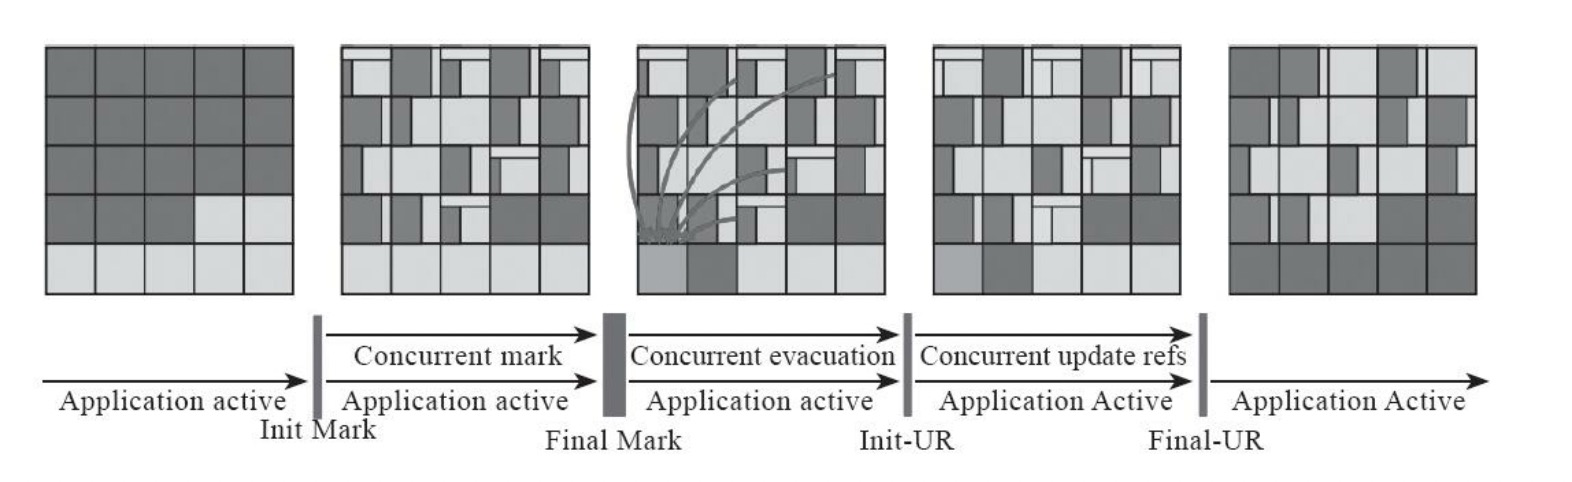 Concurrent mark
Concurrent evacuation
Concurrent update refs
Application active
Application active
Application active
Application Active
Application Active
Init Mark
Final Mark
Init-UR
Final-UR